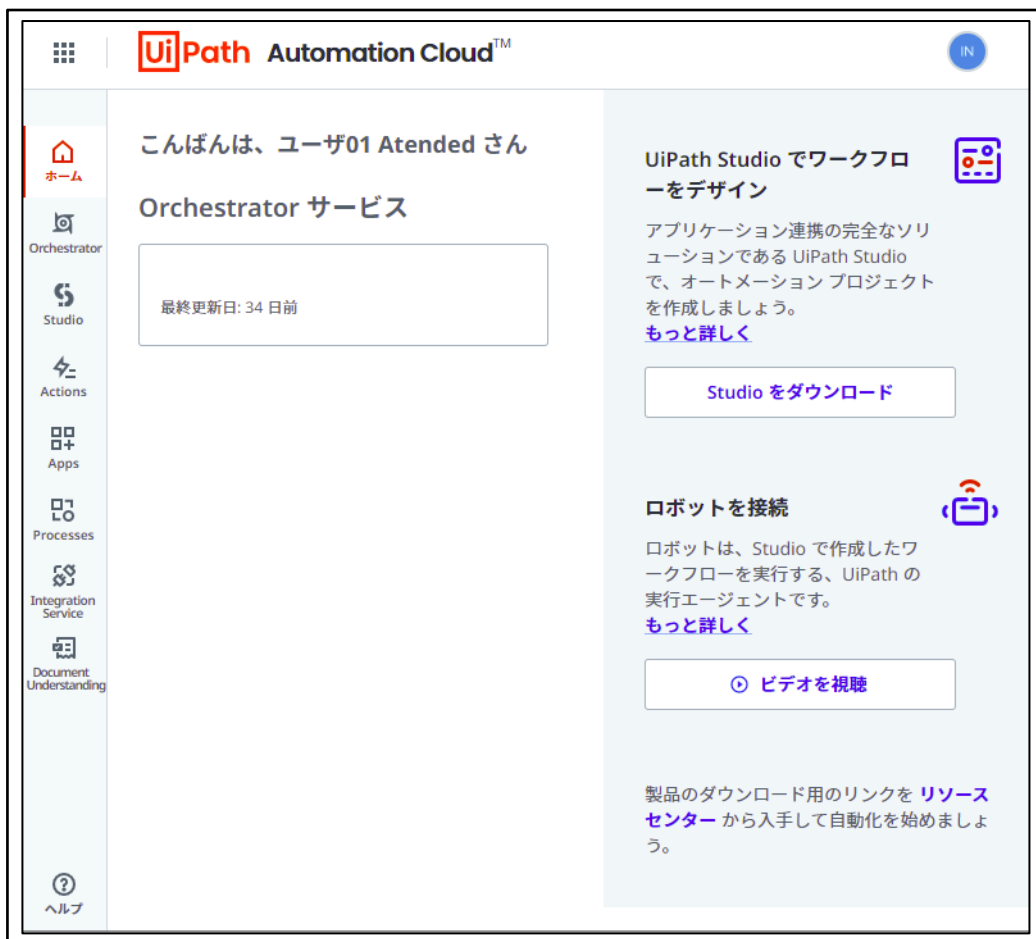 UiPath Automation Cloud™
IN
ホーム
Orchestrator
Studio
Actions
Apps
Processes
Integration
Service
Document
Understanding
ヘルプ
こんばんは、ユーザ01 Atended さん
Orchestrator サービス
最終更新日: 34 日前
UiPath Studio でワークフロ
ーをデザイン
アプリケーション連携の完全なソリ
ューションである UiPath Studio
で、オートメーション プロジェクト
を作成しましょう。
もっと詳しく
Studio をダウンロード
ロボットを接続
ロボットは、Studio で作成したワ
ークフローを実行する、UiPath の
実行エージェントです。
もっと詳しく
ビデオを視聴
製品のダウンロード用のリンクを リソース
センター から入手して自動化を始めましょ
う。